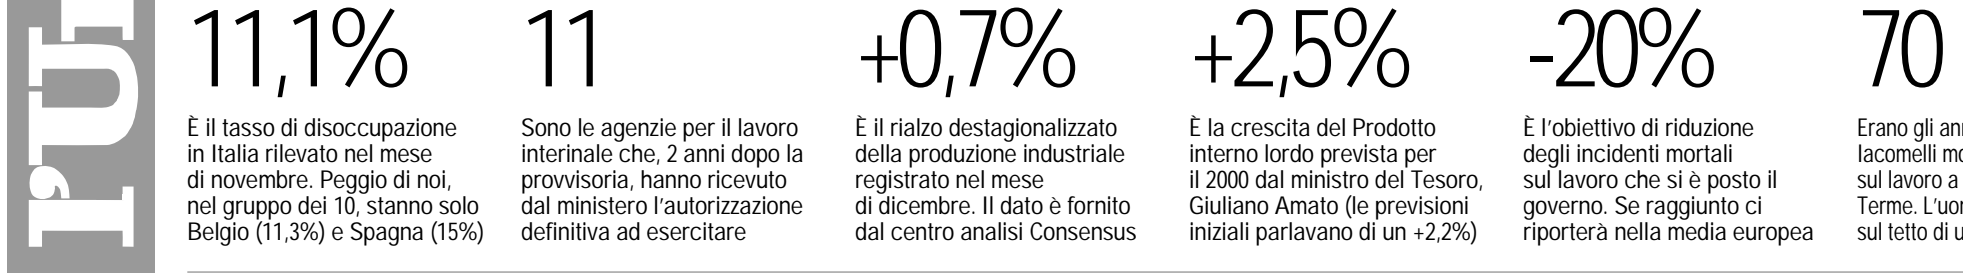 l'U
11,1%
È il tasso di disoccupazione
in Italia rilevato nel mese
di novembre. Peggio di noi,
nel gruppo dei 10, stanno solo
Belgio (11,3%) e Spagna (15%)
11
Sono le agenzie per il lavoro
interinale che, 2 anni dopo la
provvisoria, hanno ricevuto
dal ministero l'autorizzazione
definitiva ad esercitare
+0,7%
È il rialzo destagionalizzato
della produzione industriale
registrato nel mese
di dicembre. Il dato è fornito
dal centro analisi Consensus
+2,5%
È la crescita del Prodotto
interno lordo prevista per
il 2000 dal ministro del Tesoro,
Giuliano Amato (le previsioni
iniziali parlavano di un +2,2%)
-20%
È l'obiettivo di riduzione
degli incidenti mortali
sul lavoro che si è posto il
governo. Se raggiunto ci
riporterà nella media europea
70
Erano gli
Iacomelli
sul lavoro a
Terme.
sul tetto di